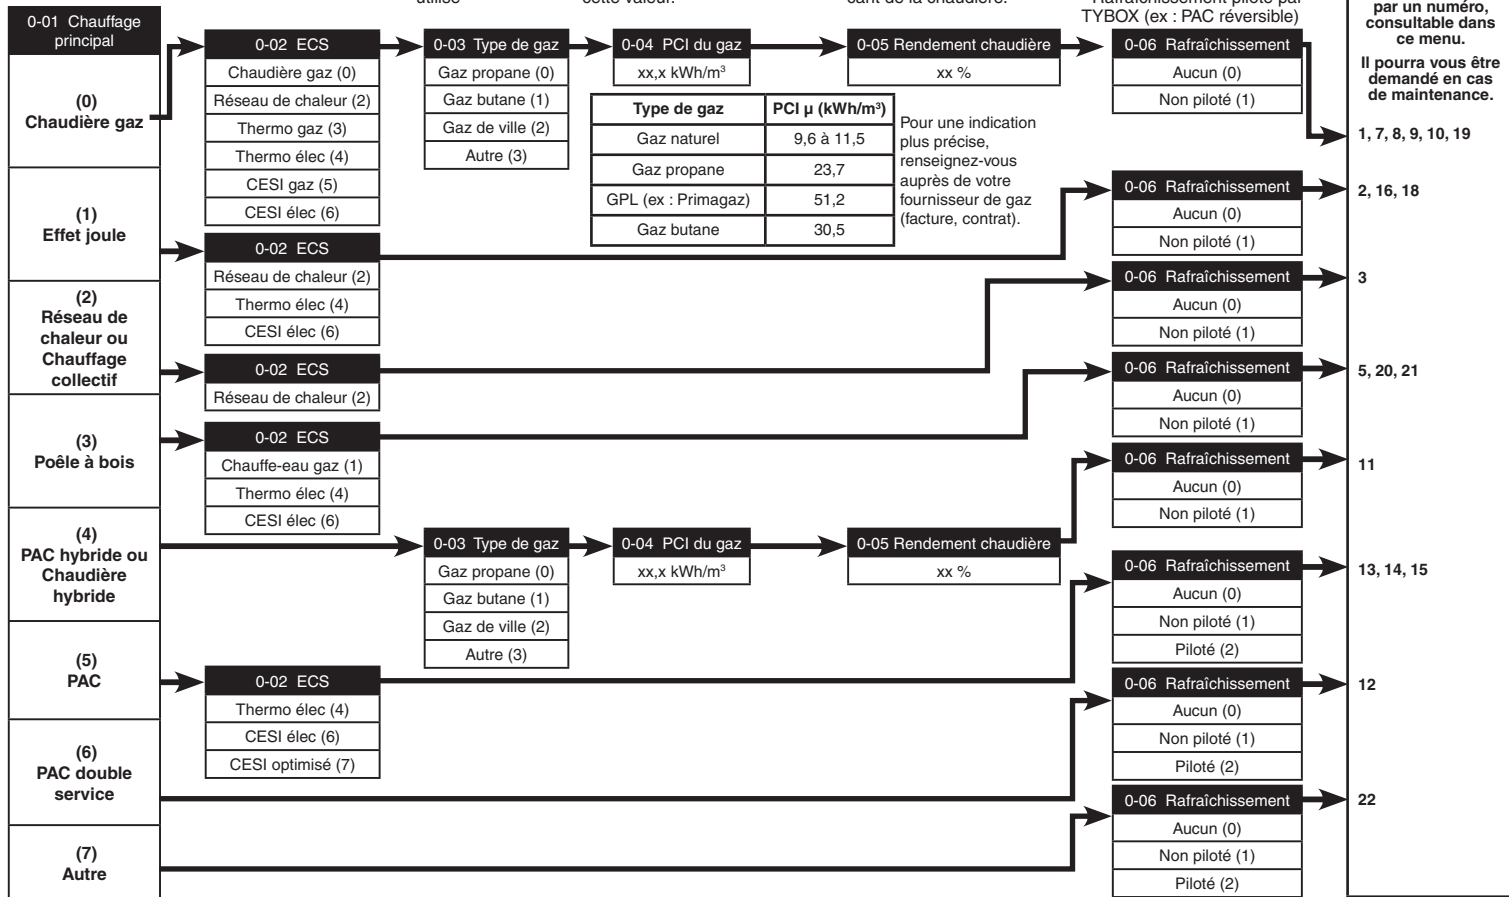 utilisé
cette valeur.
cant de la chaudière.
Rafraîchissement piloté par
TYBOX (ex : PAC réversible)
par un numéro,
consultable dans
ce menu.
Il pourra vous être
demandé en cas
de maintenance.
0-01 Chauffage
principal
(0)
Chaudière gaz
0-02 ECS
Chaudière gaz (0)
Réseau de chaleur (2)
Thermo gaz (3)
Thermo élec (4)
CESI gaz (5)
CESI élec (6)
0-03 Type de gaz
Gaz propane (0)
Gaz butane (1)
Gaz de ville (2)
Autre (3)
0-04 PCI du gaz
xx,x kWh/m³
0-05 Rendement chaudière
xx %
0-06 Rafraîchissement
Aucun (0)
Non piloté (1)
1, 7, 8, 9, 10, 19
Type de gaz PCI μ (kWh/m³)
Gaz naturel 9,6 à 11,5
Gaz propane 23,7
GPL (ex : Primagaz) 51,2
Gaz butane 30,5
Pour une indication
plus précise,
renseignez-vous
auprès de votre
fournisseur de gaz
(facture, contrat).
(1)
Effet joule
0-02 ECS
Réseau de chaleur (2)
Thermo élec (4)
CESI élec (6)
0-06 Rafraîchissement
Aucun (0)
Non piloté (1)
2, 16, 18
(2)
Réseau de
chaleur ou
Chauffage
collectif
0-02 ECS
Réseau de chaleur (2)
0-06 Rafraîchissement
Aucun (0)
Non piloté (1)
3
(3)
Poêle à bois
0-02 ECS
Chauffe-eau gaz (1)
Thermo élec (4)
CESI élec (6)
0-06 Rafraîchissement
Aucun (0)
Non piloté (1)
5, 20, 21
(4)
PAC hybride ou
Chaudière
hybride
0-03 Type de gaz
Gaz propane (0)
Gaz butane (1)
Gaz de ville (2)
Autre (3)
0-04 PCI du gaz
xx,x kWh/m³
0-05 Rendement chaudière
xx %
0-06 Rafraîchissement
Aucun (0)
Non piloté (1)
11
(5)
PAC
0-02 ECS
Thermo élec (4)
CESI élec (6)
CESI optimisé (7)
0-06 Rafraîchissement
Aucun (0)
Non piloté (1)
Piloté (2)
13, 14, 15
(6)
PAC double
service
0-06 Rafraîchissement
Aucun (0)
Non piloté (1)
Piloté (2)
12
(7)
Autre
0-06 Rafraîchissement
Aucun (0)
Non piloté (1)
Piloté (2)
22